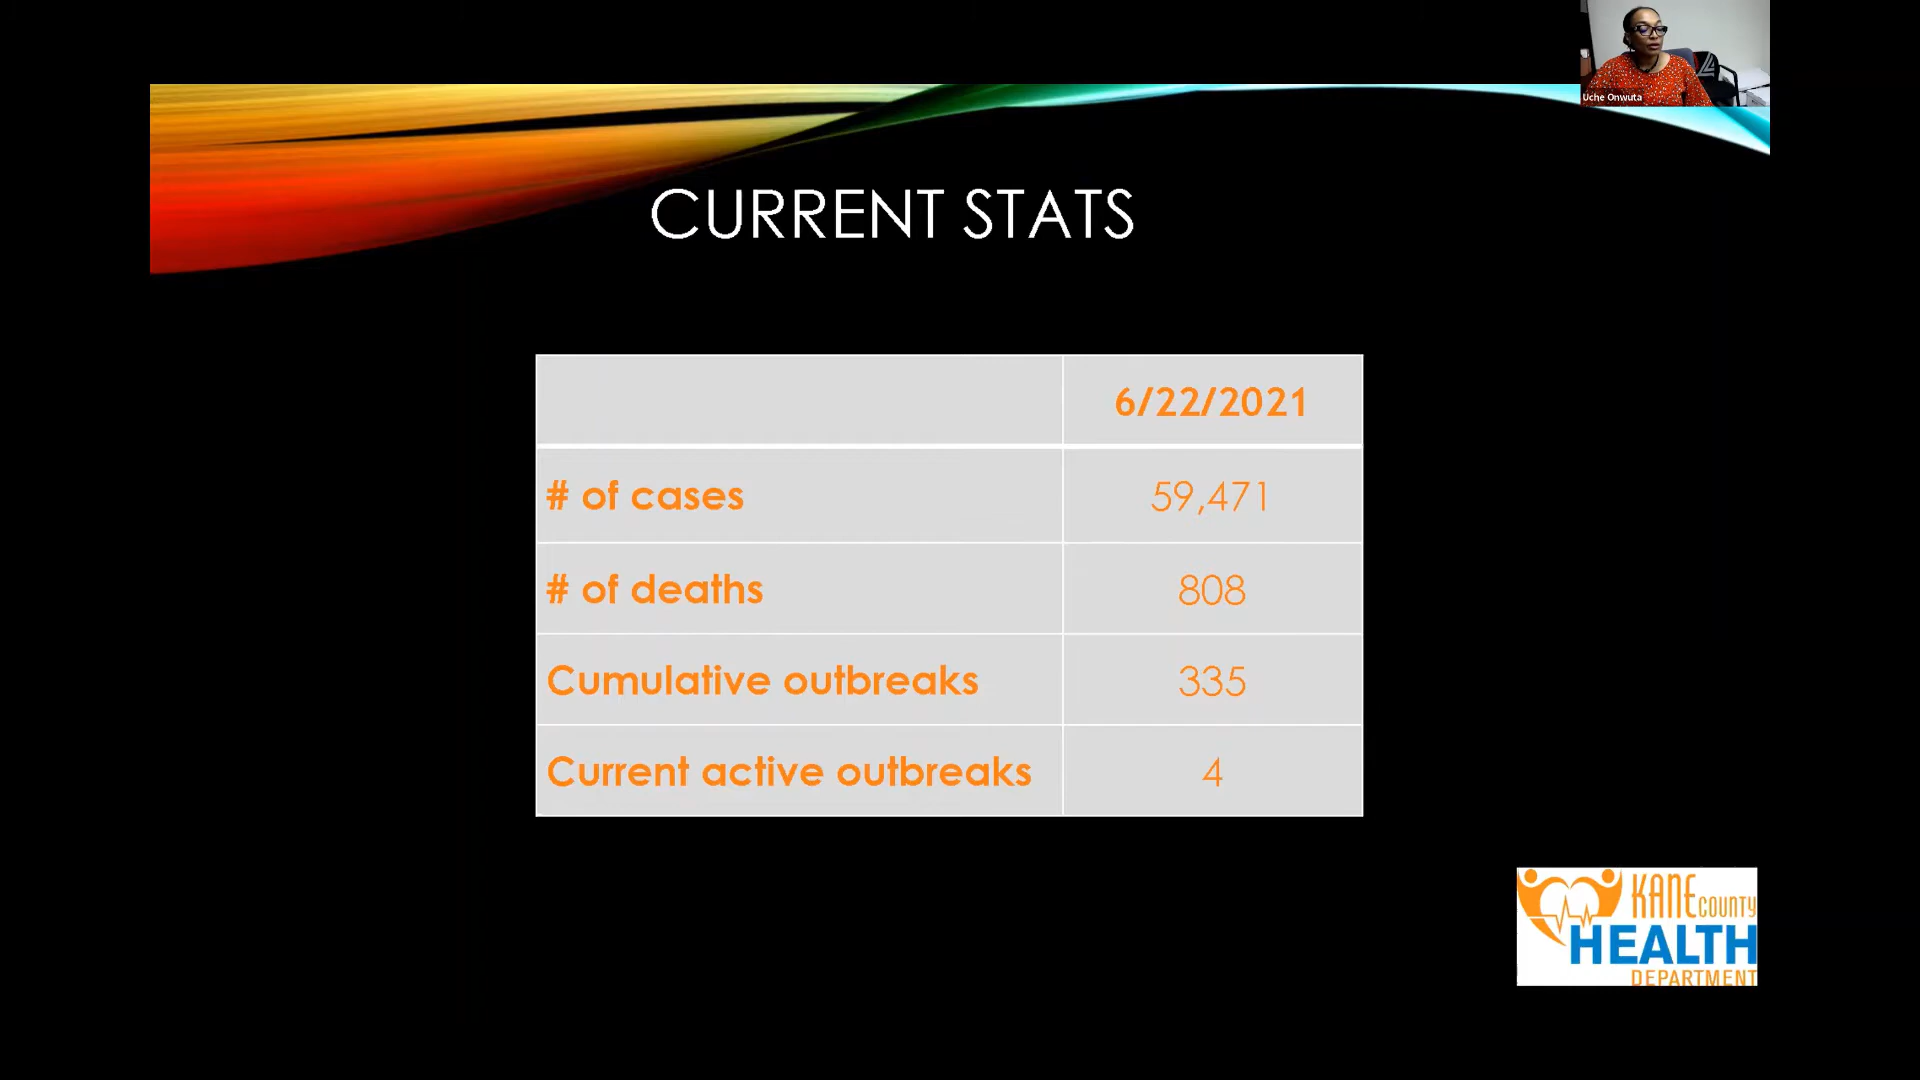 Uche Onwuta
CURRENT STATS
6/22/2021
# of cases 59,471
# of deaths 808
Cumulative outbreaks 335
Current active outbreaks 4
KANE COUNTY
HEALTH
DEPARTMENT